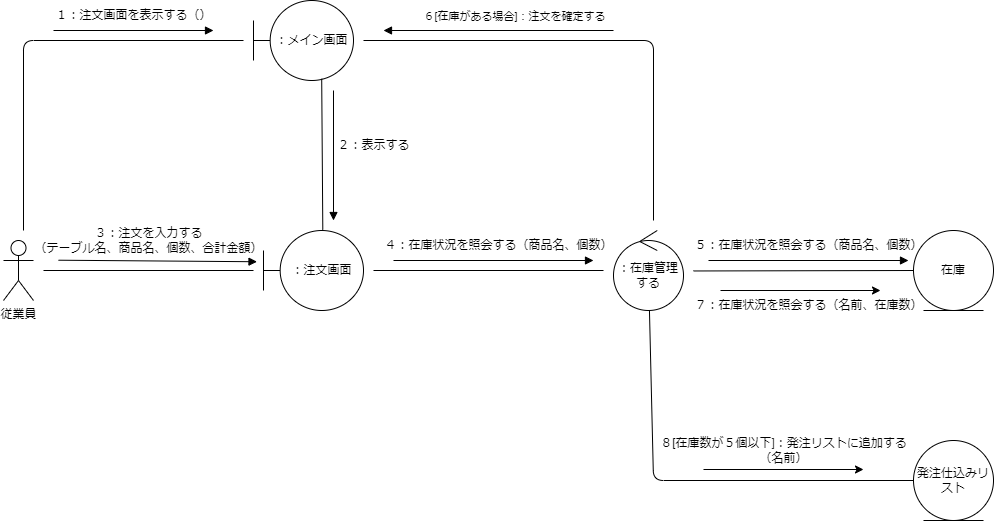 １：注文画面を表示する（）
６[在庫がある場合]：注文を確定する
：メイン画面
２：表示する
３：注文を入力する
（テーブル名、商品名、個数、合計金額）
４：在庫状況を照会する（商品名、個数）
５：在庫状況を照会する（商品名、個数）
：注文画面
：在庫管理
する
在庫
従業員
７：在庫状況を照会する（名前、在庫数）
８[在庫数が５個以下]：発注リストに追加する
（名前）
発注仕込みリ
スト